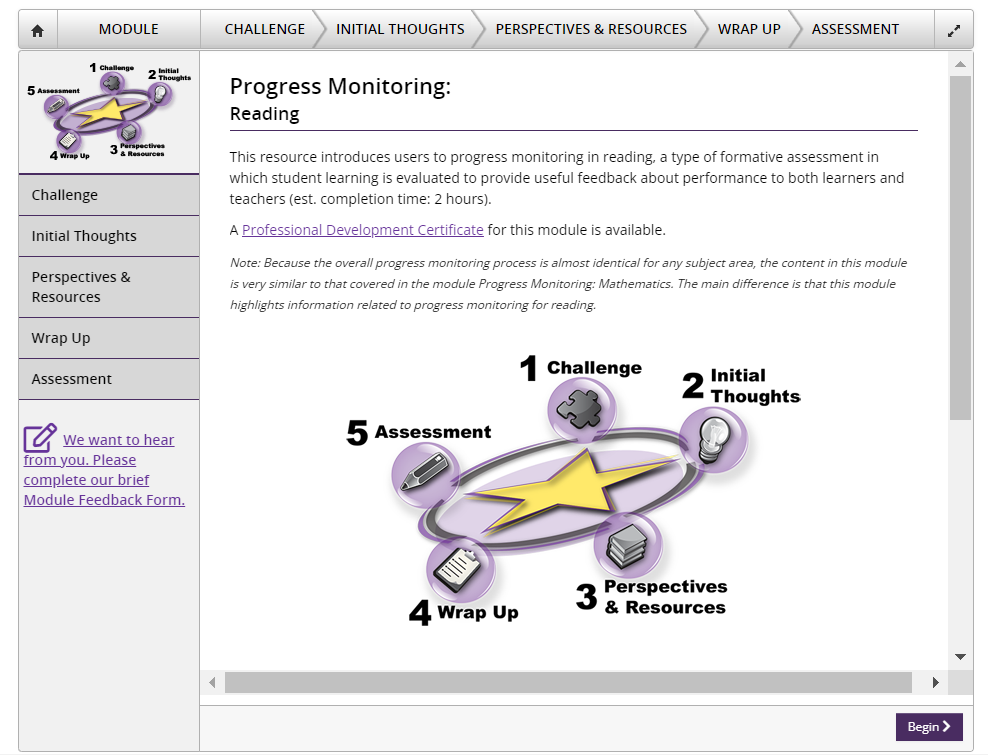 MODULE
CHALLENGE
INITIAL THOUGHTS
PERSPECTIVES & RESOURCES
WRAP UP
ASSESSMENT
1 Challenge
2 Initial
Thoughts
5 Assessment
4 Wrap Up
3 Perspectives
& Resources
Challenge
Initial Thoughts
Perspectives &
Resources
Wrap Up
Assessment
We want to hear
from you. Please
complete our brief
Module Feedback Form.
Progress Monitoring:
Reading
This resource introduces users to progress monitoring in reading, a type of formative assessment in
which student learning is evaluated to provide useful feedback about performance to both learners and
teachers (est. completion time: 2 hours).
A Professional Development Certificate for this module is available.
Note: Because the overall progress monitoring process is almost identical for any subject area, the content in this module
is very similar to that covered in the module Progress Monitoring: Mathematics. The main difference is that this module
highlights information related to progress monitoring for reading.
1 Challenge
2 Initial
Thoughts
5 Assessment
3 Perspectives
& Resources
4 Wrap Up
Begin